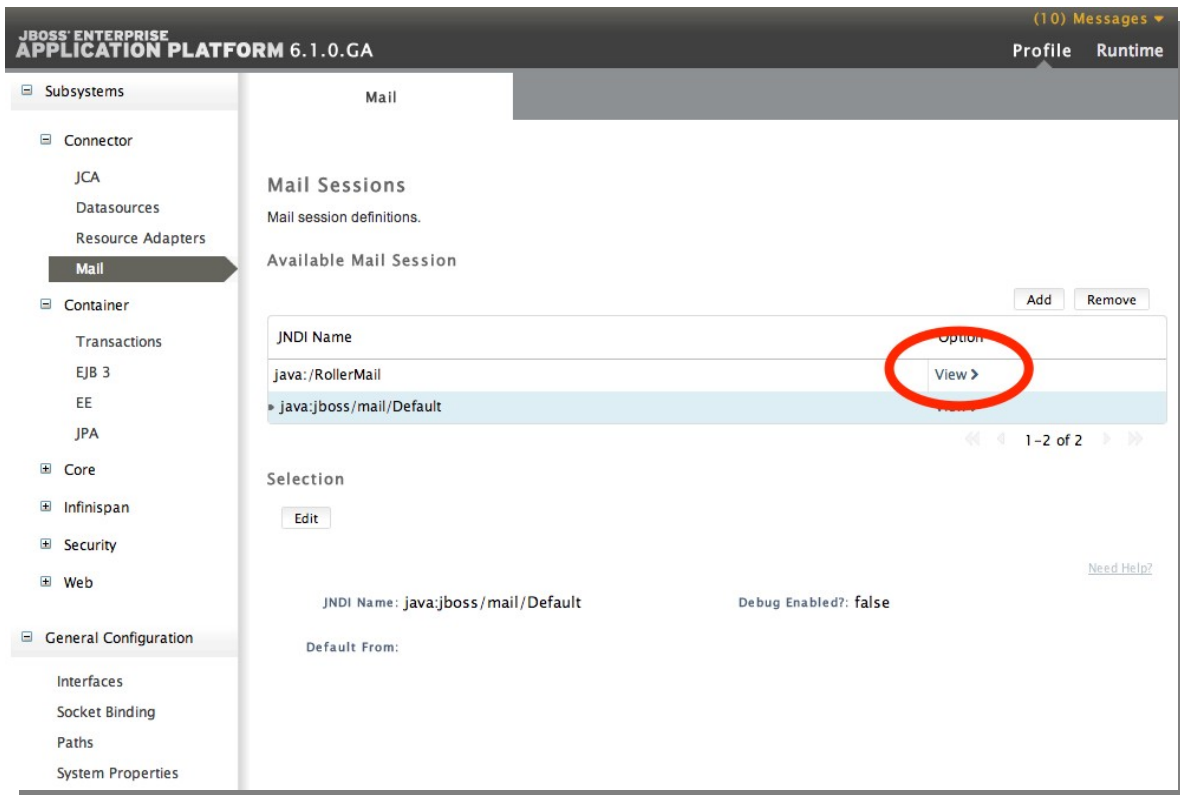 (10) Messages
JBOSS' ENTERPRISE
APPLICATION PLATFORM 6.1.0.GA
Profile Runtime
Subsystems
Connector
JCA
Datasources
Resource Adapters
Mail
Container
Transactions
EJB 3
EE
JPA
Core
Infinispan
Security
Web
General Configuration
Interfaces
Socket Binding
Paths
System Properties
Mail
Mail Sessions
Mail session definitions.
Available Mail Session
Add Remove
JNDI Name Option
java:/RollerMail View
java:jboss/mail/Default
1-2 of 2
Selection
Edit
Need Help?
JNDI Name: java:jboss/mail/Default Debug Enabled?: false
Default From: